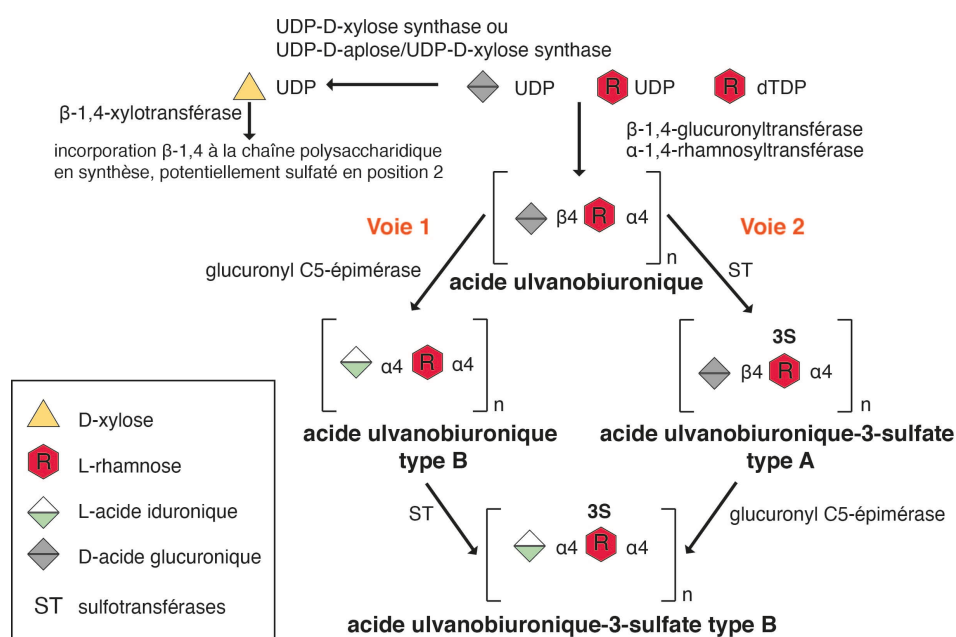 UDP-D-xylose synthase ou
UDP-D-aplose/UDP-D-xylose synthase
UDP
UDP
R UDP
R dTDP
β-1,4-xylotransférase
β-1,4-glucuronyltransférase
α-1,4-rhamnosyltransférase
incorporation β-1,4 à la chaîne polysaccharidique
en synthèse, potentiellement sulfaté en position 2
Voie 1
β4 R α4
n
Voie 2
glucuronyl C5-épimérase
acide ulvanobiuronique
ST
α4 R α4
n
3S
β4 R α4
n
acide ulvanobiuronique
type B
acide ulvanobiuronique-3-sulfate
type A
ST
glucuronyl C5-épimérase
3S
α4 R α4
n
acide ulvanobiuronique-3-sulfate type B
D-xylose
R L-rhamnose
L-acide iduronique
D-acide glucuronique
ST sulfotransférases